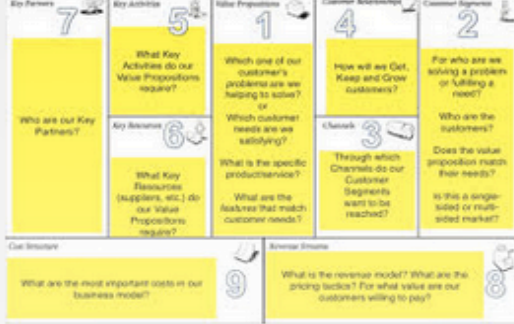 Key Partners
7
Who are our Key
Partners?
Key Activities
5
What Key
Activities do our
Value Propositions
require?
Key Resources
6
What Key
Resources
(suppliers, etc.) do
our Value
Propositions
require?
Value Propositions
1
Which one of our
customer's
problems are we
helping to solve?
or
Which customer
needs are we
satisfying?
What is the specific
product/service?
What are the
features that match
customer needs?
Customer Relationships
4
How will we Get,
Keep and Grow
customers?
Channels
3
Through which
Channels do our
Customer
Segments
want to be
reached?
Customer Segments
2
For who are we
solving a problem
or fulfilling a
need?
Who are the
customers?
Does the value
proposition match
their needs?
Is this a single-
sided or multi-
sided market?
Cost Structure
9
What are the most important costs in our
business model?
Revenue Streams
8
What is the revenue model? What are the
pricing tactics? For what value are our
customers willing to pay?